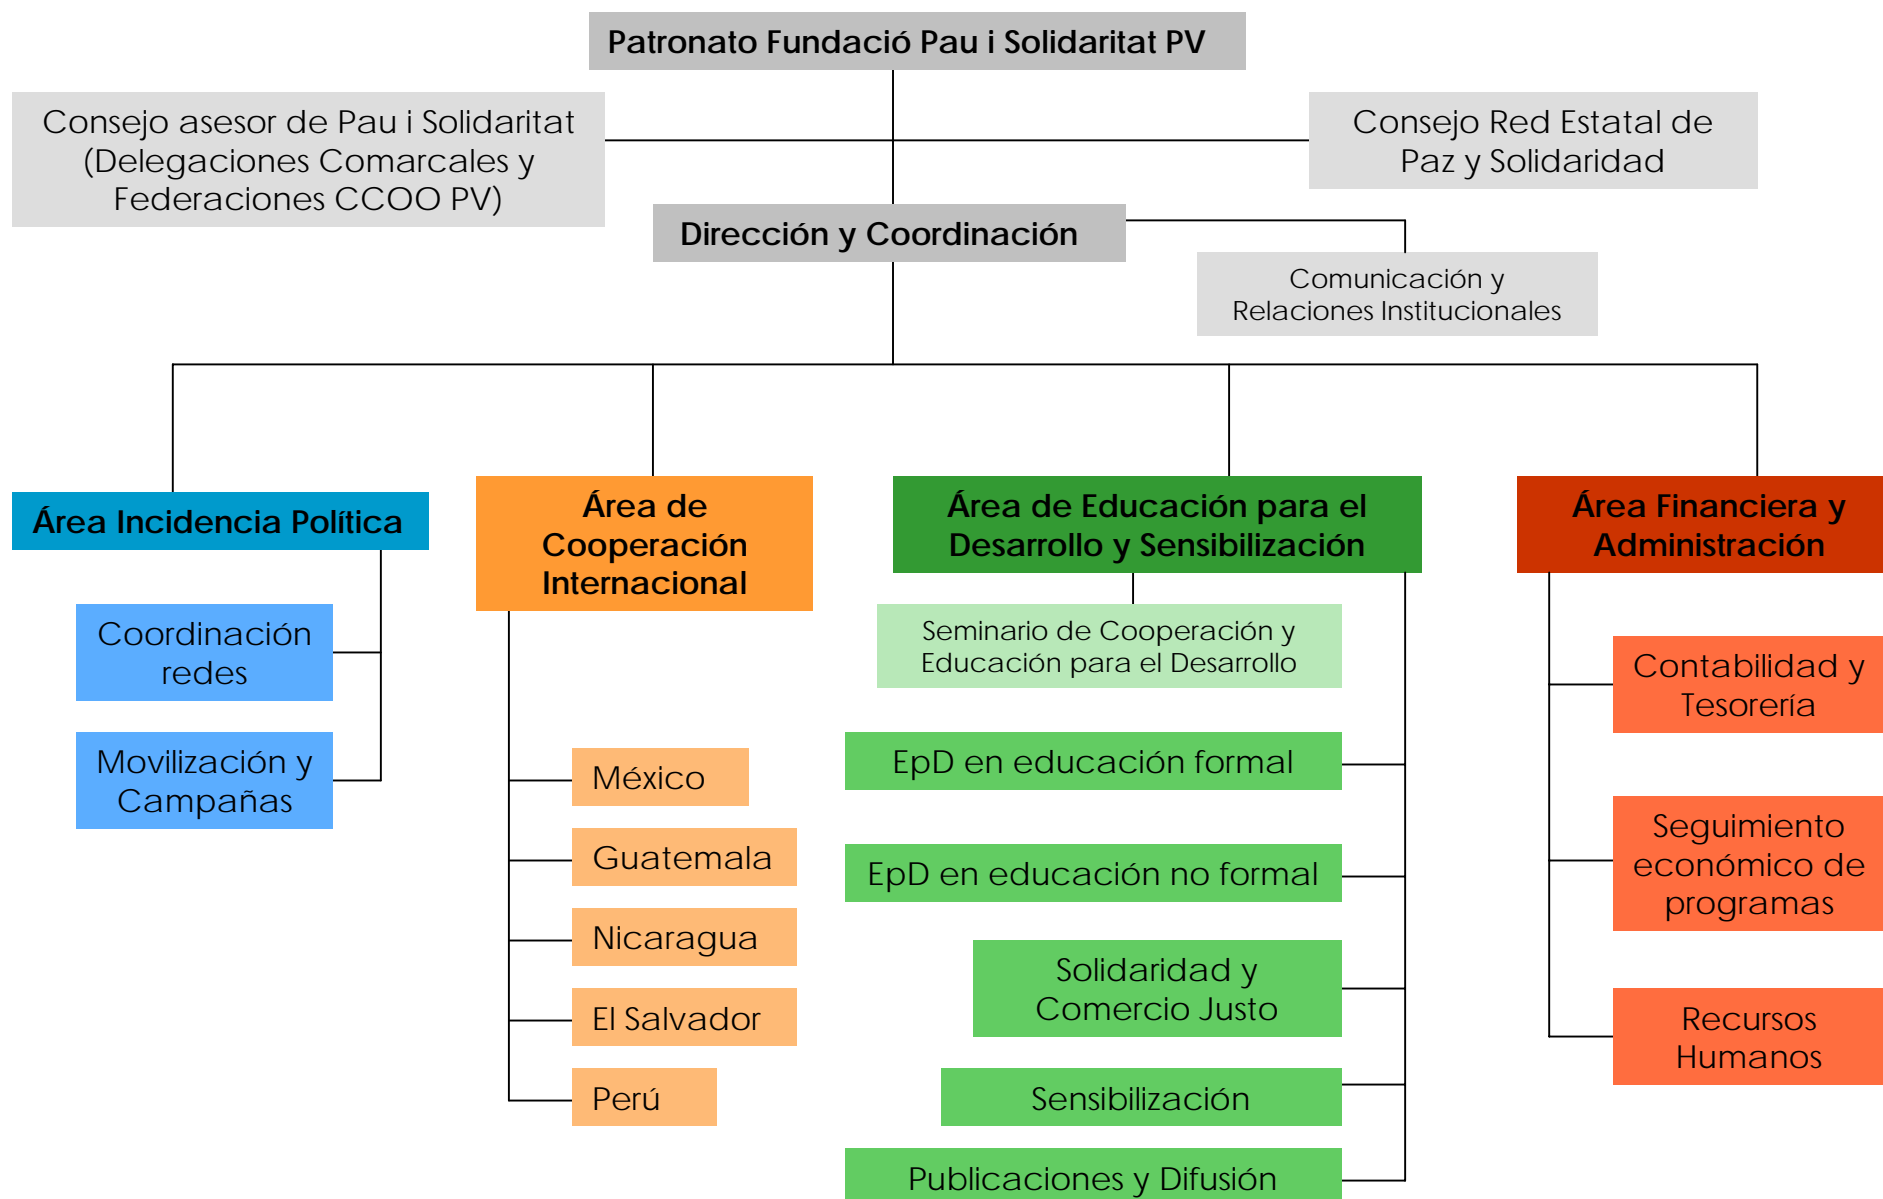 Patronato Fundació Pau i Solidaritat PV
Consejo asesor de Pau i Solidaritat
(Delegaciones Comarcales y
Federaciones CCOO PV)
Consejo Red Estatal de
Paz y Solidaridad
Dirección y Coordinación
Comunicación y
Relaciones Institucionales
Área Incidencia Política
Coordinación
redes
Movilización y
Campañas
Área de
Cooperación
Internacional
México
Guatemala
Nicaragua
El Salvador
Perú
Área de Educación para el
Desarrollo y Sensibilización
Seminario de Cooperación y
Educación para el Desarrollo
EpD en educación formal
EpD en educación no formal
Solidaridad y
Comercio Justo
Sensibilización
Publicaciones y Difusión
Área Financiera y
Administración
Contabilidad y
Tesorería
Seguimiento
económico de
programas
Recursos
Humanos